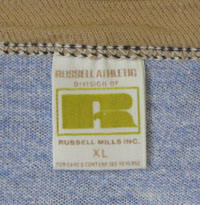 RUSSELL ATHLETIC
DIVISION OF
R
RUSSELL MILLS INC.
XL
FOR CARE & CONTENT SEE REVERSE